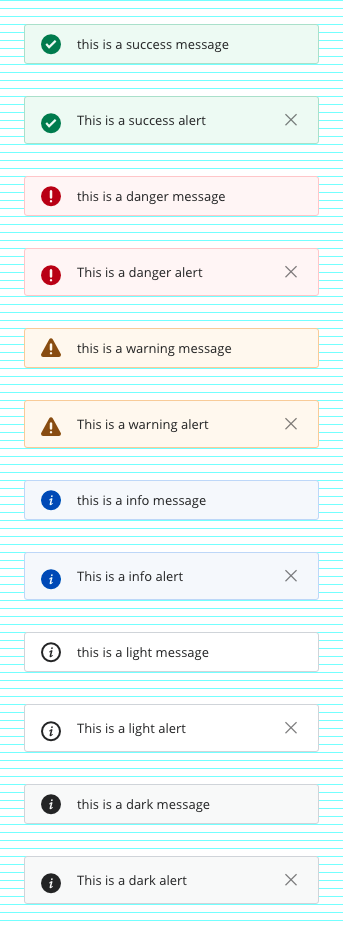 this is a success message
This is a success alert
this is a danger message
This is a danger alert
this is a warning message
This is a warning alert
this is a info message
This is a info alert
this is a light message
This is a light alert
this is a dark message
This is a dark alert